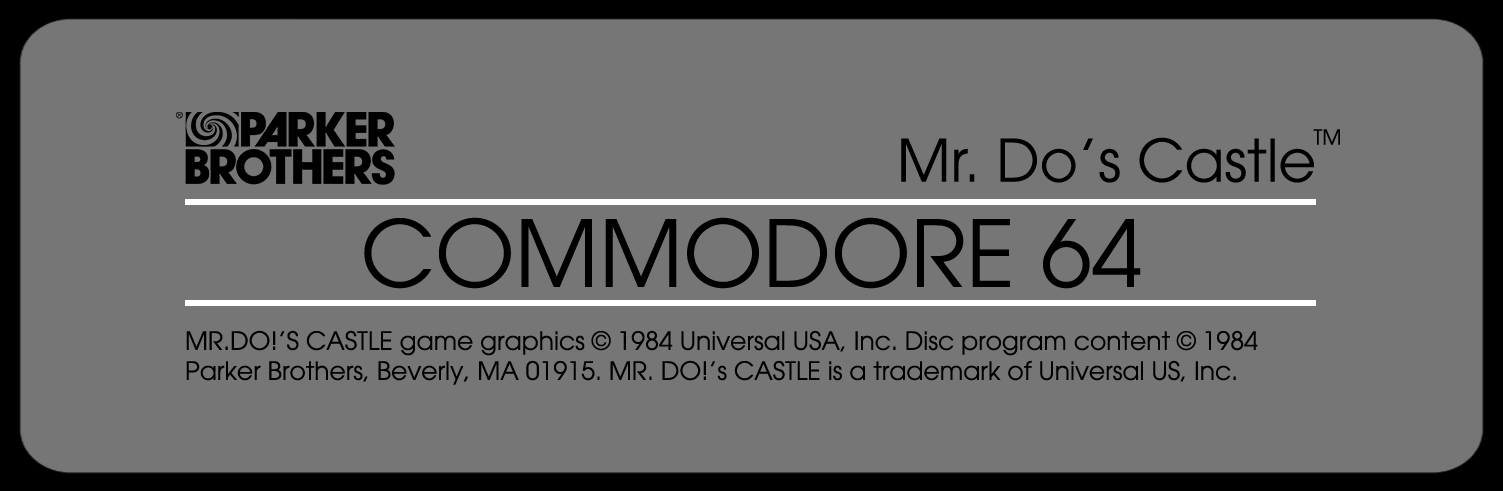 ® PARKER
BROTHERS
Mr. Do's Castle™
COMMODORE 64
MR.DO!'S CASTLE game graphics © 1984 Universal USA, Inc. Disc program content © 1984
Parker Brothers, Beverly, MA 01915. MR. DO!'s CASTLE is a trademark of Universal US, Inc.